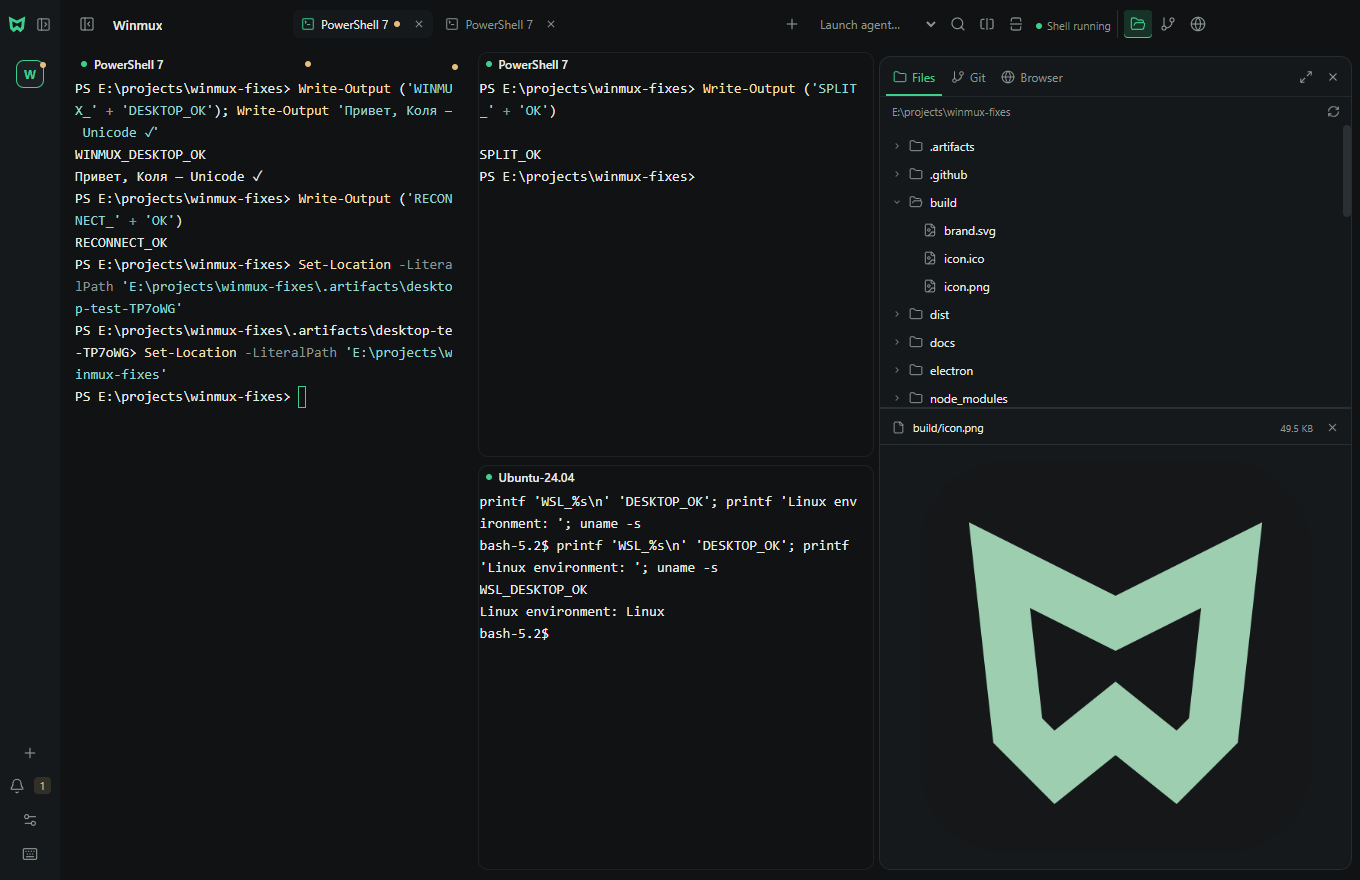 Winmux
PowerShell 7
PowerShell 7
Launch agent...
Shell running
W
1
PowerShell 7
PS E:\projects\winmux-fixes> Write-Output ('WINMU
X_' + 'DESKTOP_OK'); Write-Output 'Привет, Коля —
Unicode ✓'
WINMUX_DESKTOP_OK
Привет, Коля — Unicode ✓
PS E:\projects\winmux-fixes> Write-Output ('RECON
NECT_' + 'OK')
RECONNECT_OK
PS E:\projects\winmux-fixes> Set-Location -Litera
lPath 'E:\projects\winmux-fixes\.artifacts\deskto
p-test-TP7oWG'
PS E:\projects\winmux-fixes\.artifacts\desktop-te
-TP7oWG> Set-Location -LiteralPath 'E:\projects\w
inmux-fixes'
PS E:\projects\winmux-fixes>
PowerShell 7
PS E:\projects\winmux-fixes> Write-Output ('SPLIT
_' + 'OK')
SPLIT_OK
PS E:\projects\winmux-fixes>
Ubuntu-24.04
printf 'WSL_%s\n' 'DESKTOP_OK'; printf 'Linux env
ironment: '; uname -s
bash-5.2$ printf 'WSL_%s\n' 'DESKTOP_OK'; printf
'Linux environment: '; uname -s
WSL_DESKTOP_OK
Linux environment: Linux
bash-5.2$
Files
Git
Browser
E:\projects\winmux-fixes
.artifacts
.github
build
brand.svg
icon.ico
icon.png
dist
docs
electron
node_modules
build/icon.png
49.5 KB